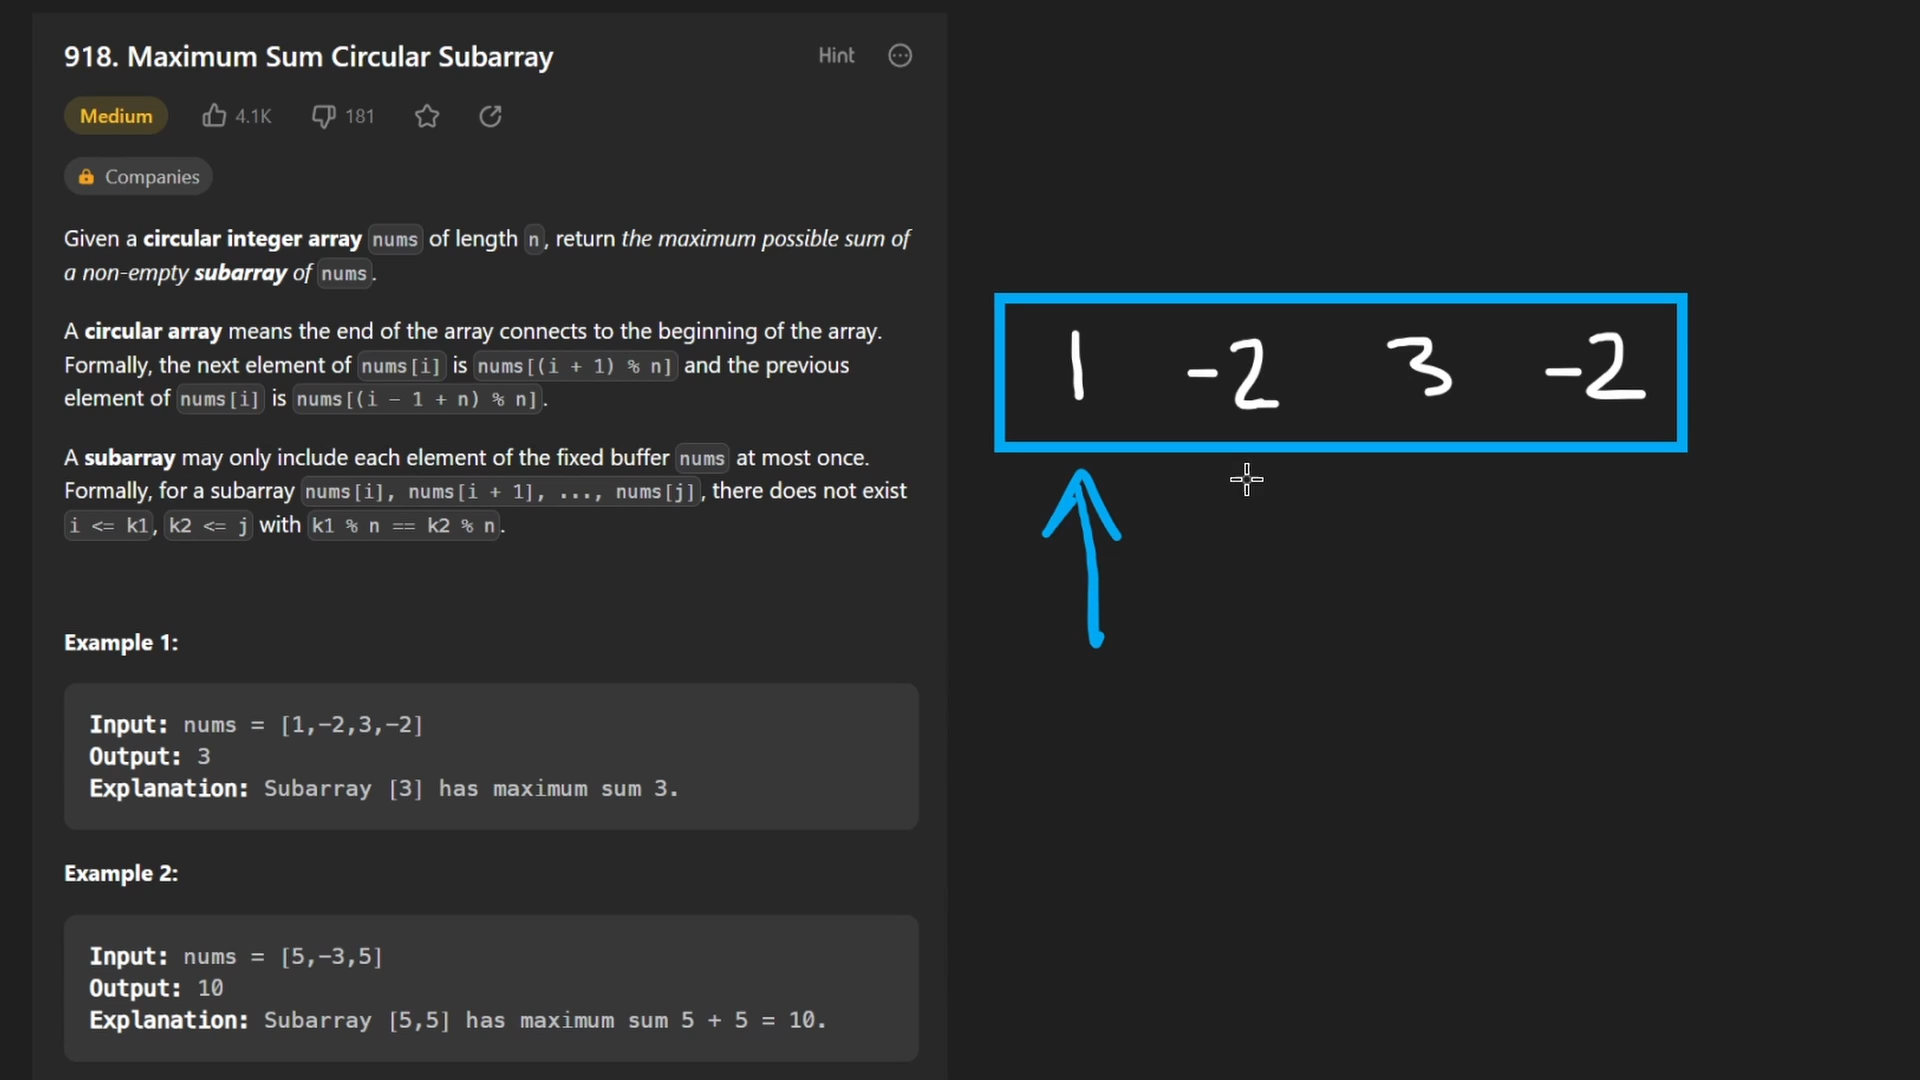 918. Maximum Sum Circular Subarray
Hint
Medium 4.1K 181
Companies
Given a circular integer array nums of length n, return the maximum possible sum of
a non-empty subarray of nums.
A circular array means the end of the array connects to the beginning of the array.
Formally, the next element of nums[i] is nums[(i + 1) % n] and the previous
element of nums[i] is nums[(i - 1 + n) % n].
A subarray may only include each element of the fixed buffer nums at most once.
Formally, for a subarray nums[i], nums[i + 1], ..., nums[j], there does not exist
i <= k1, k2 <= j with k1 % n == k2 % n.
Example 1:
Input: nums = [1,-2,3,-2]
Output: 3
Explanation: Subarray [3] has maximum sum 3.
Example 2:
Input: nums = [5,-3,5]
Output: 10
Explanation: Subarray [5,5] has maximum sum 5 + 5 = 10.
1 -2 3 -2